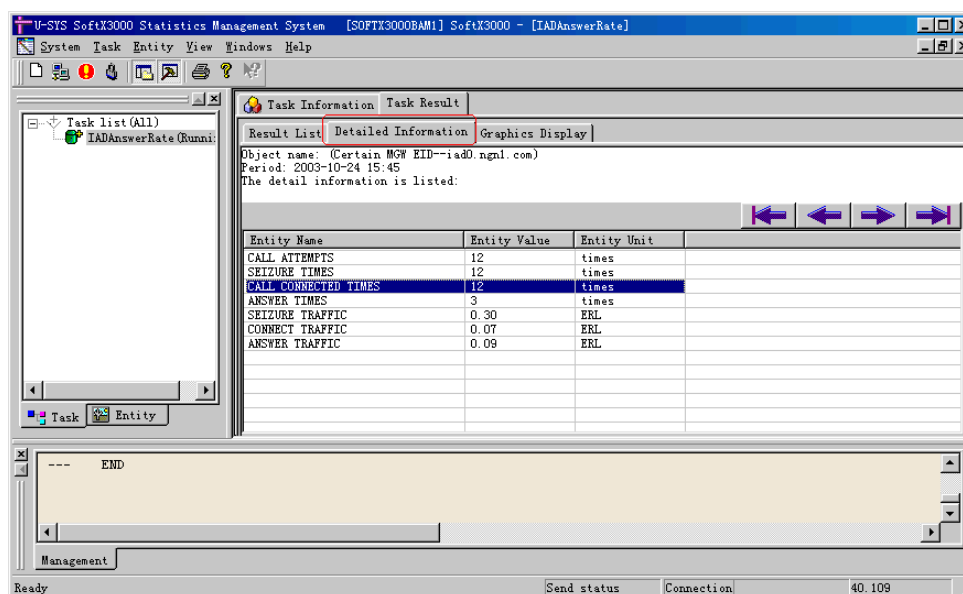 U-SYS SoftX3000 Statistics Management System [SOFTX3000BAM1] SoftX3000 - [IADAnswerRate]
System Task Entity View Windows Help
Task Information Task Result
Task list(All)
IADAnswerRate(Runni
Result List Detailed Information Graphics Display
Object name: (Certain MGW EID--iad0.ngn1.com)
Period: 2003-10-24 15:45
The detail information is listed:
Entity Name Entity Value Entity Unit
CALL ATTEMPTS 12 times
SEIZURE TIMES 12 times
CALL CONNECTED TIMES 12 times
ANSWER TIMES 3 times
SEIZURE TRAFFIC 0.30 ERL
CONNECT TRAFFIC 0.07 ERL
ANSWER TRAFFIC 0.09 ERL
Task Entity
--- END
Management
Ready Send status Connection 40.109